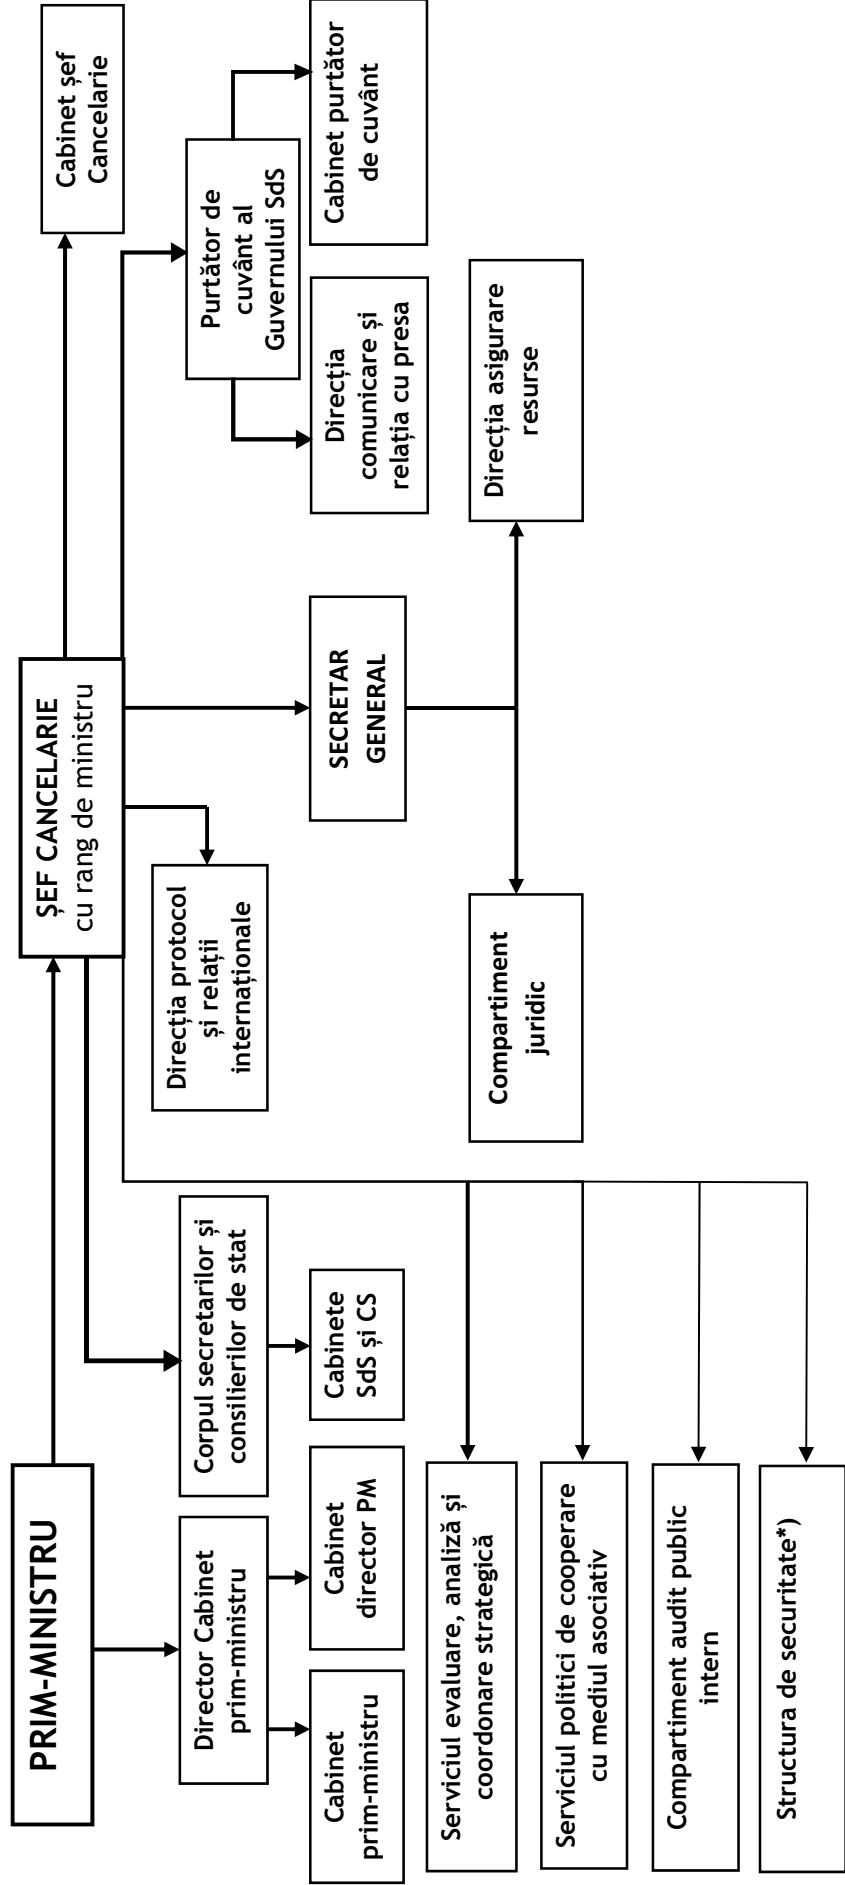 PRIM-MINISTRU
ȘEF CANCELARIE
cu rang de ministru
Cabinet șef
Cancelarie
Director Cabinet
prim-ministru
Corpul secretarilor și
consilierilor de stat
Direcția protocol
și relații
internaționale
Purtător de
cuvânt al
Guvernului SdS
Cabinet
prim-ministru
Cabinet
director PM
Cabinete
SdS și CS
SECRETAR
GENERAL
Direcția
comunicare și
relația cu presa
Cabinet purtător
de cuvânt
Serviciul evaluare, analiză și
coordonare strategică
Compartiment
juridic
Direcția asigurare
resurse
Serviciul politici de cooperare
cu mediul asociativ
Compartiment audit public
intern
Structura de securitate*)